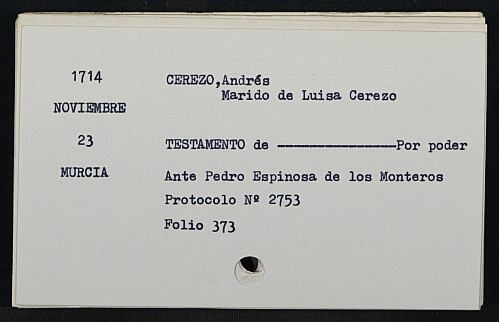 1714
NOVIEMBRE
23
MURCIA
CEREZO,Andrés
Marido de Luisa Cerezo
TESTAMENTO de ---------------Por poder
Ante Pedro Espinosa de los Monteros
Protocolo Nº 2753
Folio 373